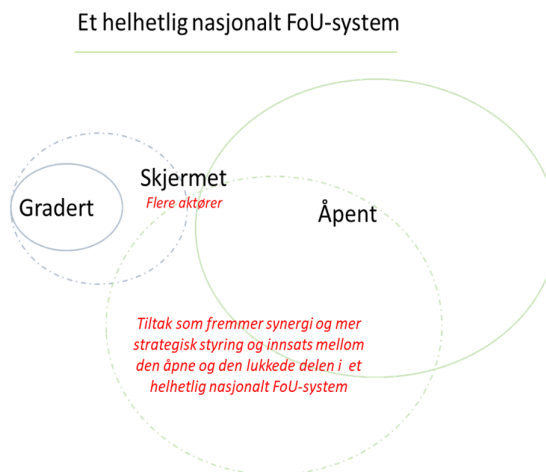 Et helhetlig nasjonalt FoU-system
Skjermet
Flere aktører
Gradert
Åpent
Tiltak som fremmer synergi og mer
strategisk styring og innsats mellom
den åpne og den lukkede delen i et
helhetlig nasjonalt FoU-system